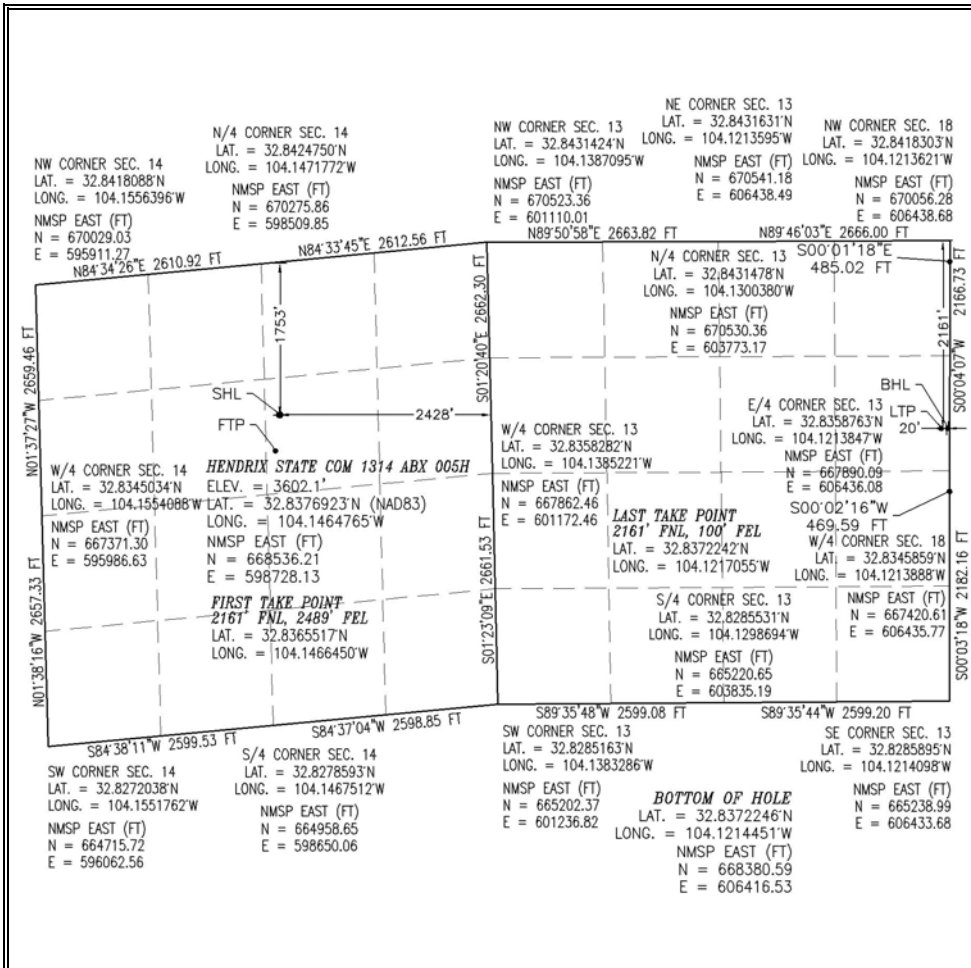 NW CORNER SEC. 14
LAT. = 32.8418088°N
LONG. = 104.1556396°W
NMSP EAST (FT)
N = 670029.03
E = 595911.27
N/4 CORNER SEC. 14
LAT. = 32.8424750°N
LONG. = 104.1471772°W
NMSP EAST (FT)
N = 670275.86
E = 598509.85
NW CORNER SEC. 13
LAT. = 32.8431424°N
LONG. = 104.1387095°W
NMSP EAST (FT)
N = 670523.36
E = 601110.01
NE CORNER SEC. 13
LAT. = 32.8431631°N
LONG. = 104.1213595°W
NMSP EAST (FT)
N = 670541.18
E = 606438.49
NW CORNER SEC. 18
LAT. = 32.8418303°N
LONG. = 104.1213621°W
NMSP EAST (FT)
N = 670056.28
E = 606438.68
N84°34'26"E 2610.92 FT
N84°33'45"E 2612.56 FT
N89°50'58"E 2663.82 FT
N89°46'03"E 2666.00 FT
S00°01'18"E
485.02 FT
N/4 CORNER SEC. 13
LAT. = 32.8431478°N
LONG. = 104.1300380°W
NMSP EAST (FT)
N = 670530.36
E = 603773.17
N01°37'27"W 2659.46 FT
1753'
S01°20'40"E 2662.30 FT
2161'
S00°04'07"W 2166.73 FT
SHL
2428'
FTP
BHL
LTP
20'
E/4 CORNER SEC. 13
LAT. = 32.8358763°N
LONG. = 104.1213847°W
NMSP EAST (FT)
N = 667890.09
E = 606436.08
W/4 CORNER SEC. 13
LAT. = 32.8358282°N
LONG. = 104.1385221°W
NMSP EAST (FT)
N = 667862.46
E = 601172.46
W/4 CORNER SEC. 14
LAT. = 32.8345034°N
LONG. = 104.1554088°W
NMSP EAST (FT)
N = 667371.30
E = 595986.63
HENDRIX STATE COM 1314 ABX 005H
ELEV. = 3602.1'
LAT. = 32.8376923°N (NAD83)
LONG. = 104.1464765°W
NMSP EAST (FT)
N = 668536.21
E = 598728.13
FIRST TAKE POINT
2161' FNL, 2489' FEL
LAT. = 32.8365517°N
LONG. = 104.1466450°W
LAST TAKE POINT
2161' FNL, 100' FEL
LAT. = 32.8372242°N
LONG. = 104.1217055°W
S00°02'16"W
469.59 FT
W/4 CORNER SEC. 18
LAT. = 32.8345859°N
LONG. = 104.1213888°W
NMSP EAST (FT)
N = 667420.61
E = 606435.77
N01°38'16"W 2657.33 FT
S01°23'09"E 2661.53 FT
S00°03'18"W 2182.16 FT
S/4 CORNER SEC. 13
LAT. = 32.8285531°N
LONG. = 104.1298694°W
NMSP EAST (FT)
N = 665220.65
E = 603835.19
S84°38'11"W 2599.53 FT
S84°37'04"W 2598.85 FT
S89°35'48"W 2599.08 FT
S89°35'44"W 2599.20 FT
SW CORNER SEC. 14
LAT. = 32.8272038°N
LONG. = 104.1551762°W
NMSP EAST (FT)
N = 664715.72
E = 596062.56
S/4 CORNER SEC. 14
LAT. = 32.8278593°N
LONG. = 104.1467512°W
NMSP EAST (FT)
N = 664958.65
E = 598650.06
SW CORNER SEC. 13
LAT. = 32.8285163°N
LONG. = 104.1383286°W
NMSP EAST (FT)
N = 665202.37
E = 601236.82
BOTTOM OF HOLE
LAT. = 32.8372246°N
LONG. = 104.1214451°W
NMSP EAST (FT)
N = 668380.59
E = 606416.53
SE CORNER SEC. 13
LAT. = 32.8285895°N
LONG. = 104.1214098°W
NMSP EAST (FT)
N = 665238.99
E = 606433.68